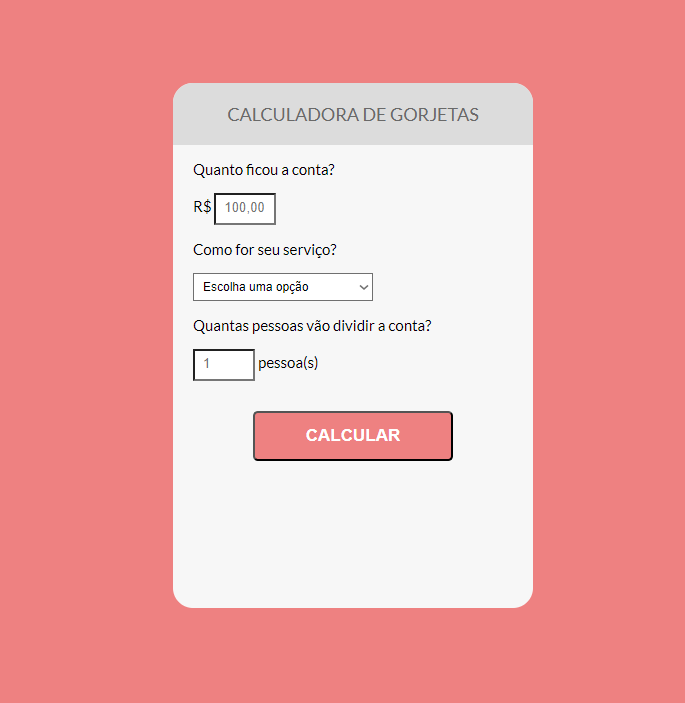 CALCULADORA DE GORJETAS
Quanto ficou a conta?
R$ 100,00
Como for seu serviço?
Escolha uma opção
Quantas pessoas vão dividir a conta?
1 pessoa(s)
CALCULAR